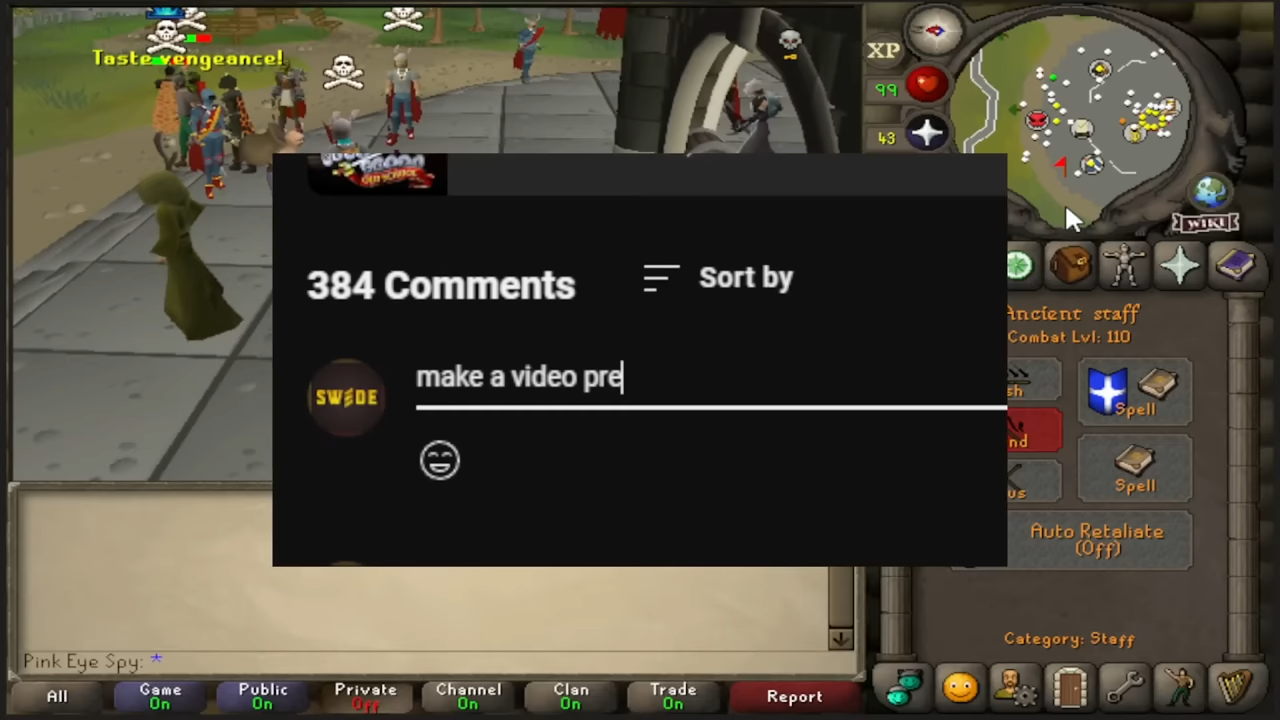 Taste vengeance!
XP
99
43
WIKI
OLD SCHOOL
384 Comments
Sort by
SWEDE
make a video pre
Ancient staff
Combat Lvl: 110
Spell
Spell
Auto Retaliate
(Off)
Category: Staff
Pink Eye Spy: *
All
Game
On
Public
On
Private
Off
Channel
On
Clan
On
Trade
On
Report